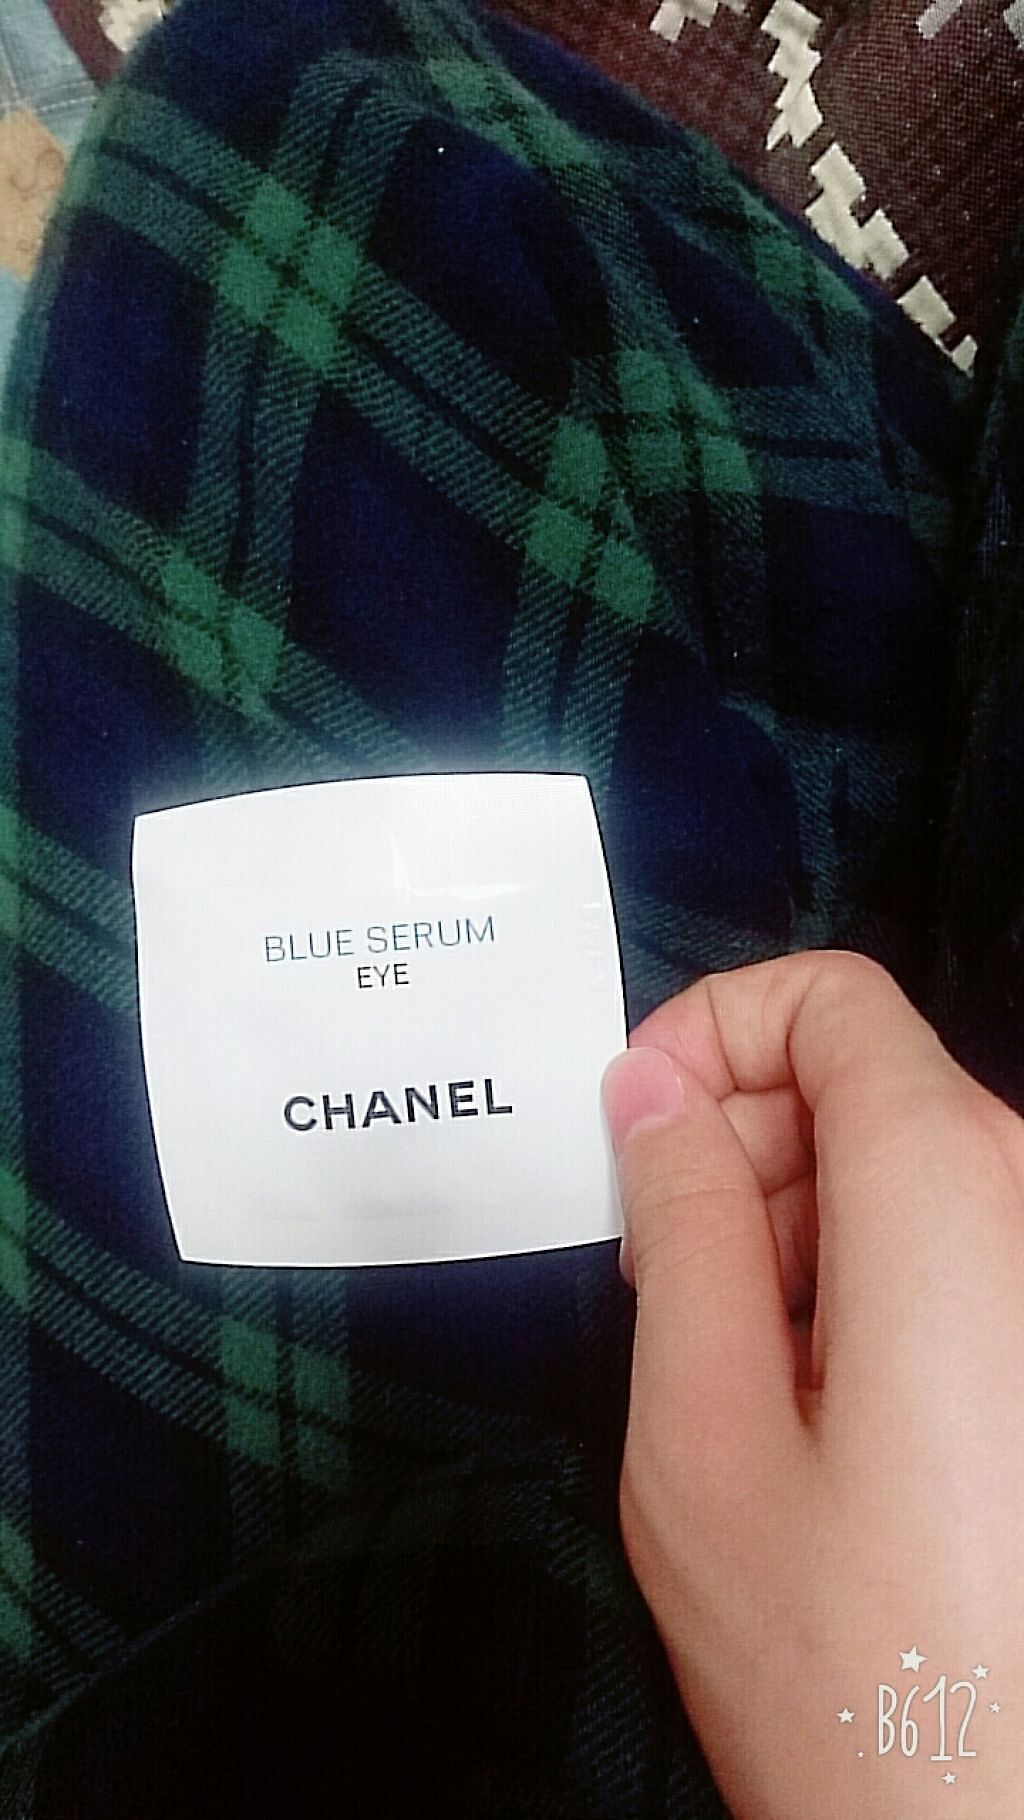 BLUE SERUM
EYE
CHANEL
B612